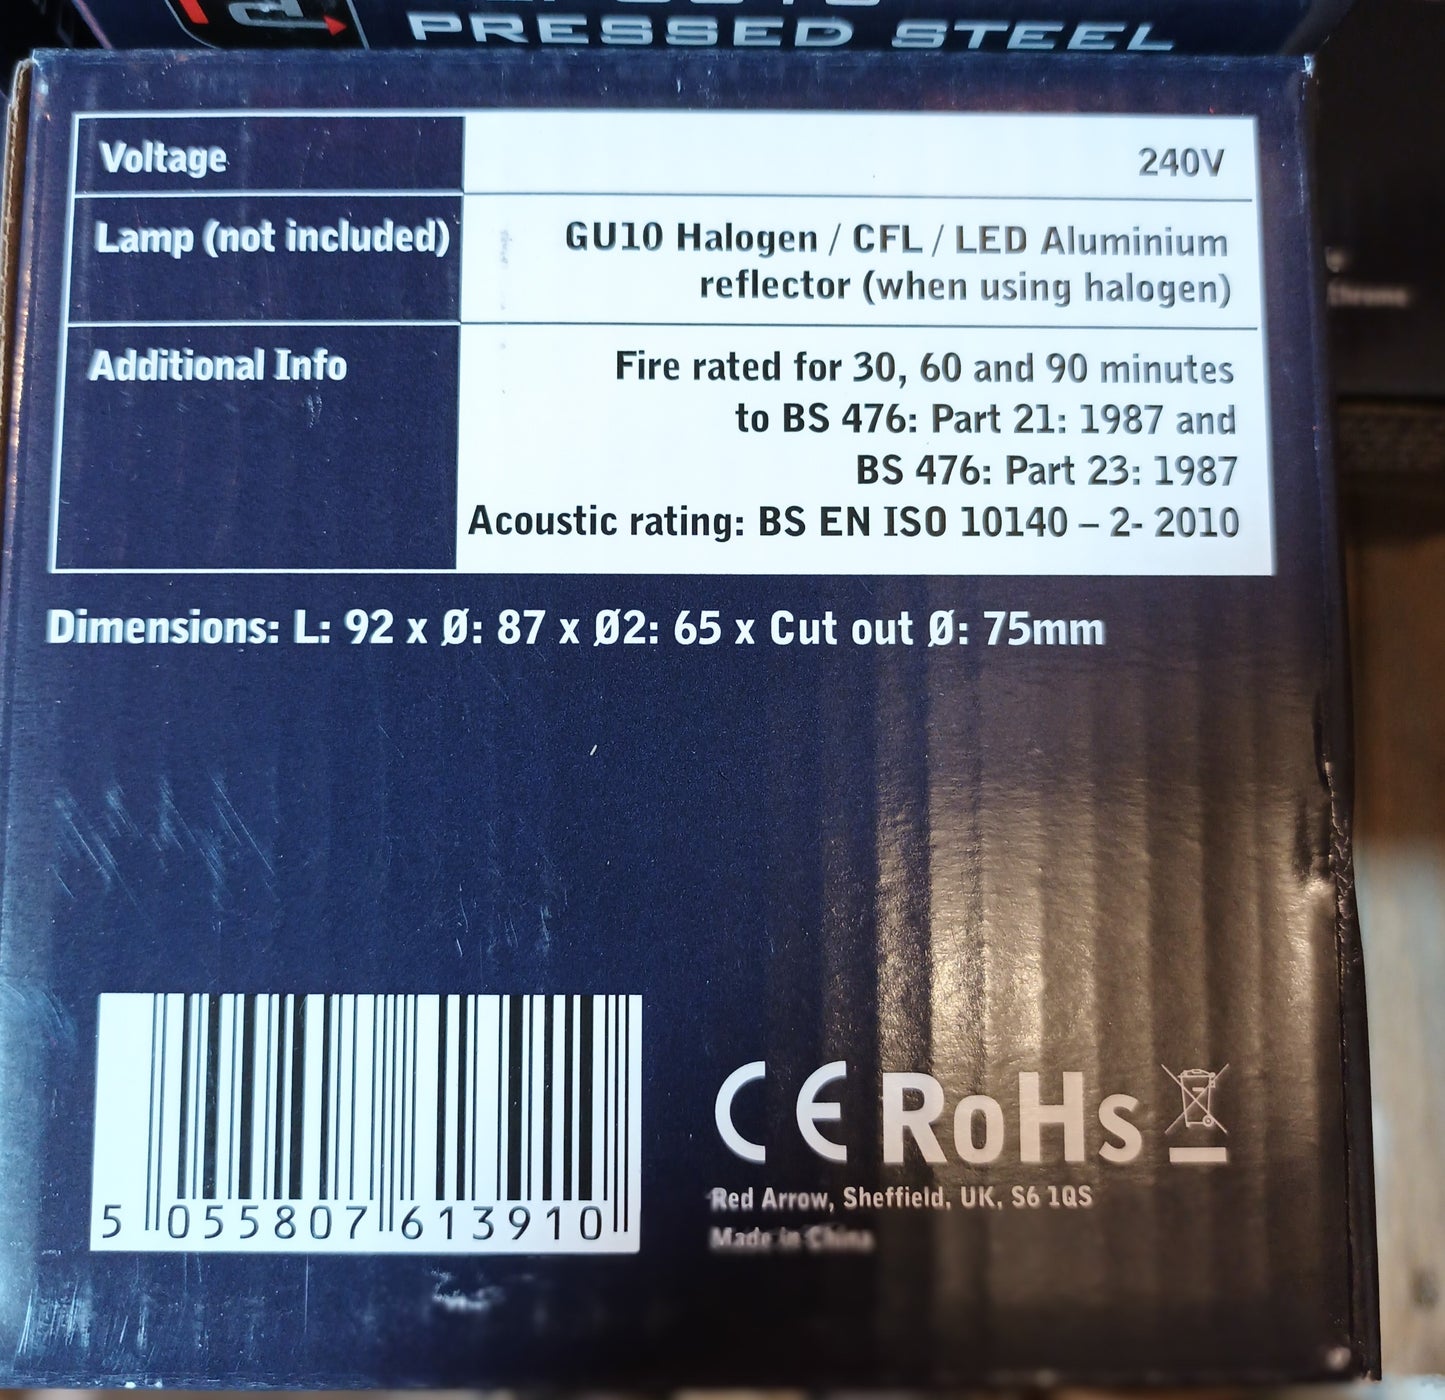 PRESSED STEEL
Voltage
240V
Lamp (not included)
GU10 Halogen / CFL / LED Aluminium
reflector (when using halogen)
Additional Info
Fire rated for 30, 60 and 90 minutes
to BS 476: Part 21: 1987 and
BS 476: Part 23: 1987
Acoustic rating: BS EN ISO 10140 – 2- 2010
Dimensions: L: 92 x Ø: 87 x Ø2: 65 x Cut out Ø: 75mm
5 055807 613910
CE RoHS
Red Arrow, Sheffield, UK, S6 1QS
Made in China